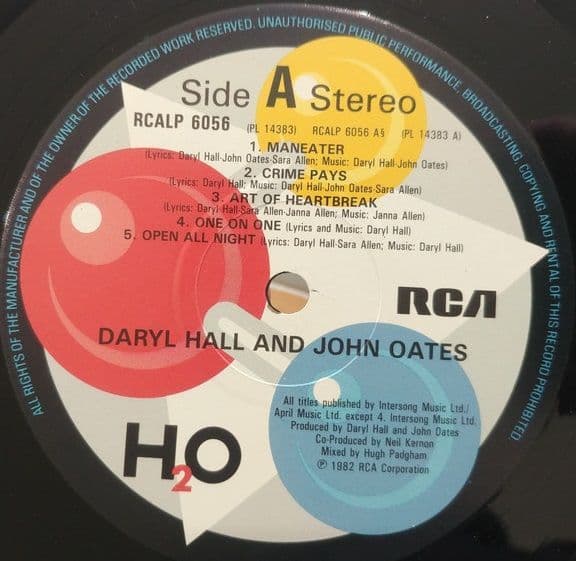 ALL RIGHTS OF THE MANUFACTURER AND OF THE OWNER OF THE RECORDED WORK RESERVED. UNAUTHORISED PUBLIC PERFORMANCE, BROADCASTING, COPYING AND RENTAL OF THIS RECORD PROHIBITED.
Side A Stereo
RCALP 6056 (PL 14383) RCALP 6056 A§ (PL 14383 A)
1. MANEATER
(Lyrics: Daryl Hall-John Oates-Sara Allen; Music: Daryl Hall-John Oates)
2. CRIME PAYS
(Lyrics: Daryl Hall; Music: Daryl Hall-John Oates-Sara Allen)
3. ART OF HEARTBREAK
(Lyrics: Daryl Hall-Sara Allen-Janna Allen; Music: Janna Allen)
4. ONE ON ONE (Lyrics and Music: Daryl Hall)
5. OPEN ALL NIGHT (Lyrics: Daryl Hall-Sara Allen; Music: Daryl Hall)
RCA
DARYL HALL AND JOHN OATES
All titles published by Intersong Music Ltd./
April Music Ltd. except 4. Intersong Music Ltd.
Produced by Daryl Hall and John Oates
Co-Produced by Neil Kernon
Mixed by Hugh Padgham
℗ 1982 RCA Corporation
H2O